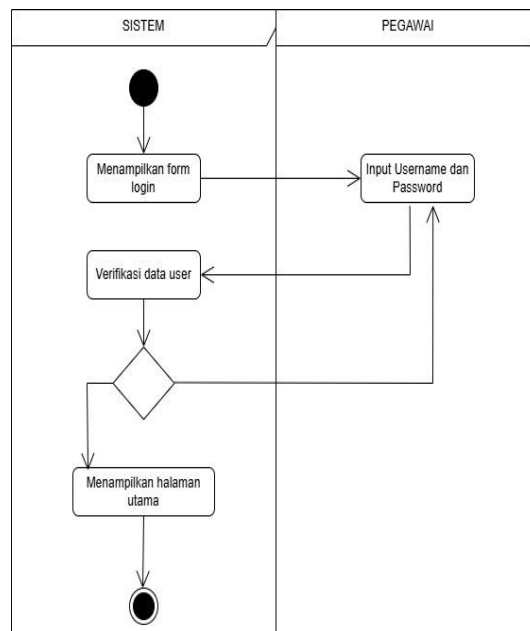 SISTEM
PEGAWAI
Menampilkan form
login
Input Username dan
Password
Verifikasi data user
Menampilkan halaman
utama